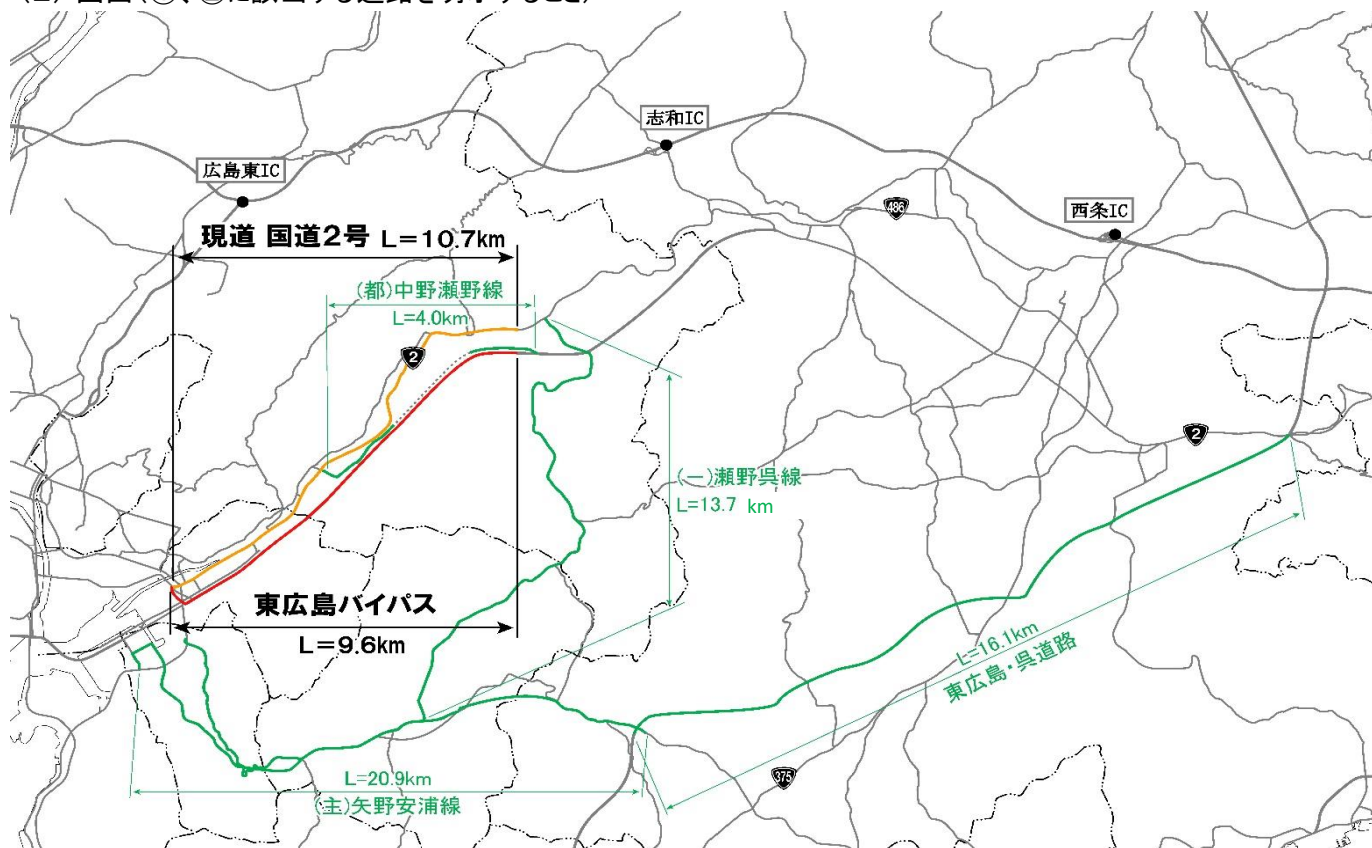 志和IC
広島東IC
486
西条IC
現道 国道2号 L=10.7km
(都)中野瀬野線
L=4.0km
2
2
(一)瀬野呉線
L=13.7 km
東広島バイパス
L=9.6km
L=16.1km
東広島・呉道路
L=20.9km
(主)矢野安浦線
375